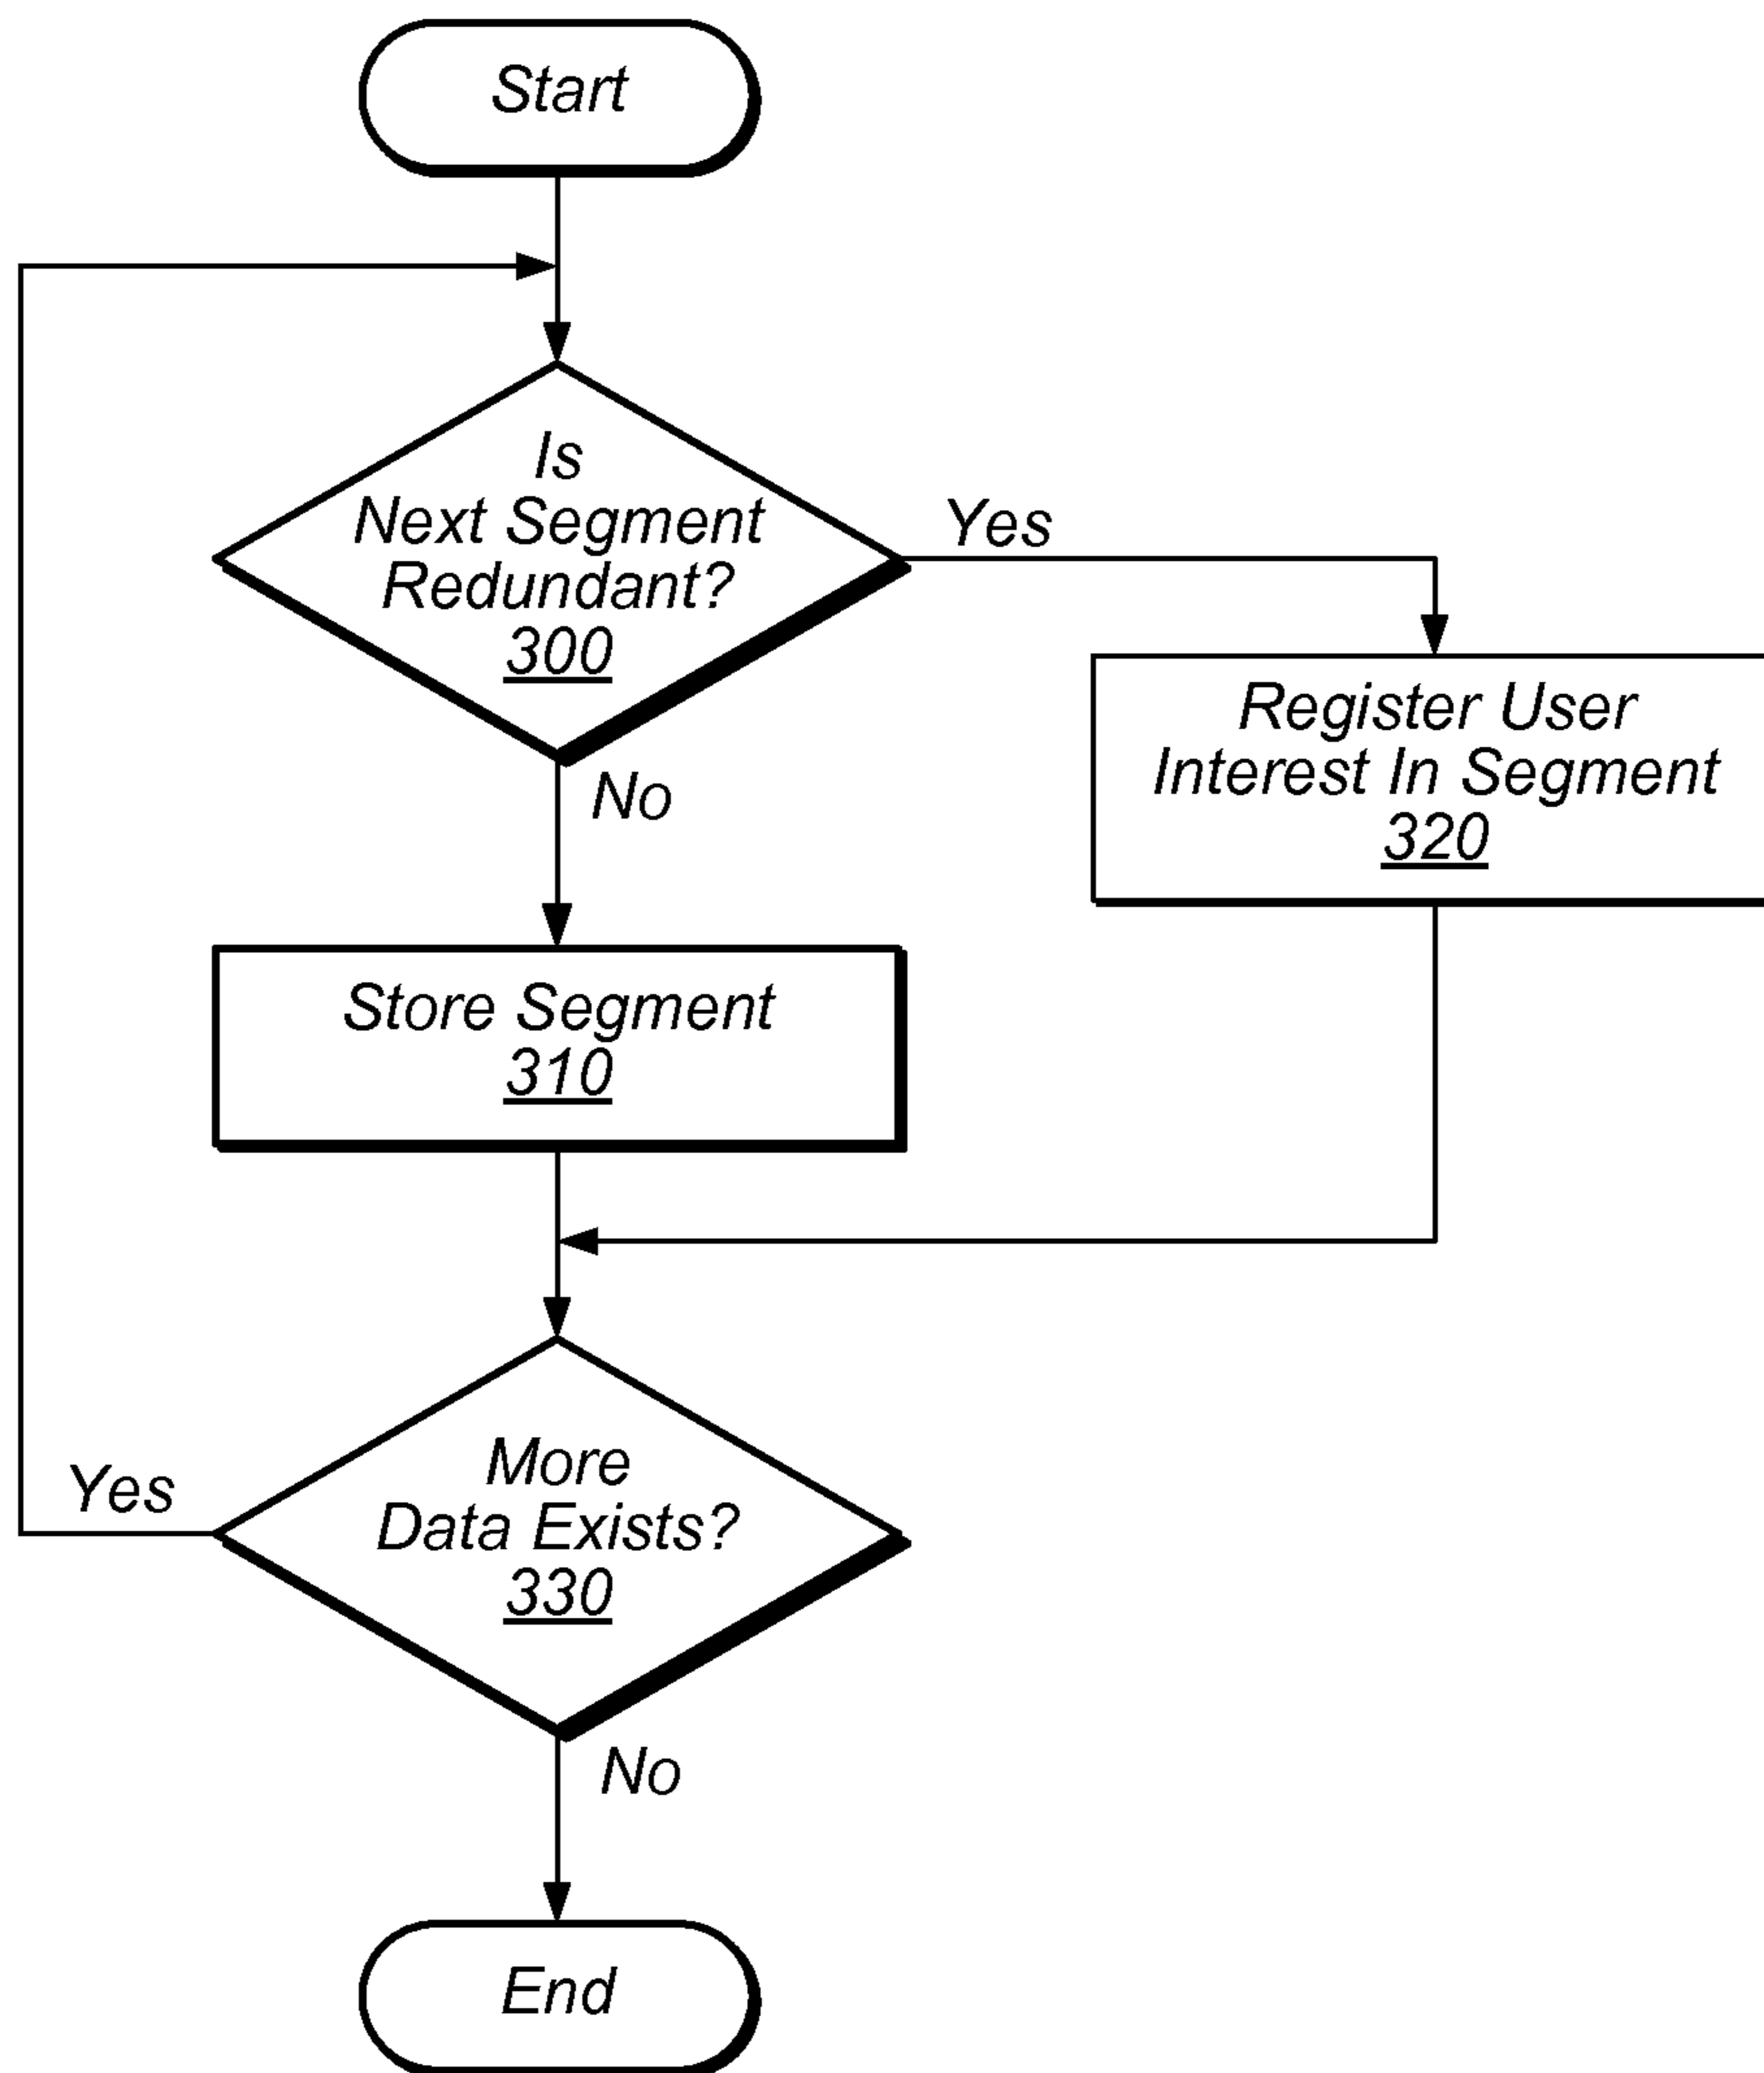 Start
Is
Next Segment
Redundant?
300
Yes
No
Register User
Interest In Segment
320
Store Segment
310
More
Data Exists?
330
Yes
No
End